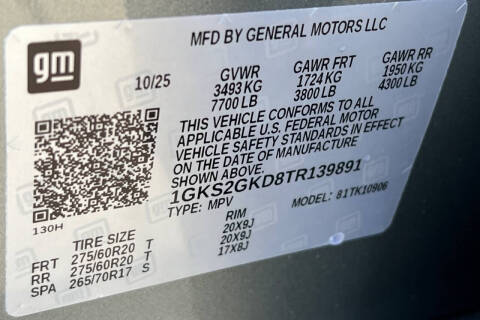 MFD BY GENERAL MOTORS LLC
gm
10/25
GVWR GAWR FRT GAWR RR
3493 KG 1724 KG 1950 KG
7700 LB 3800 LB 4300 LB
THIS VEHICLE CONFORMS TO ALL
APPLICABLE U.S. FEDERAL MOTOR
VEHICLE SAFETY STANDARDS IN EFFECT
ON THE DATE OF MANUFACTURE
SHOWN ABOVE.
1GKS2GKD8TR139891
130H
TYPE: MPV MODEL: 81TK10906
TIRE SIZE RIM
FRT 275/60R20 T 20X9J
RR 275/60R20 T 20X9J
SPA 265/70R17 S 17X8J